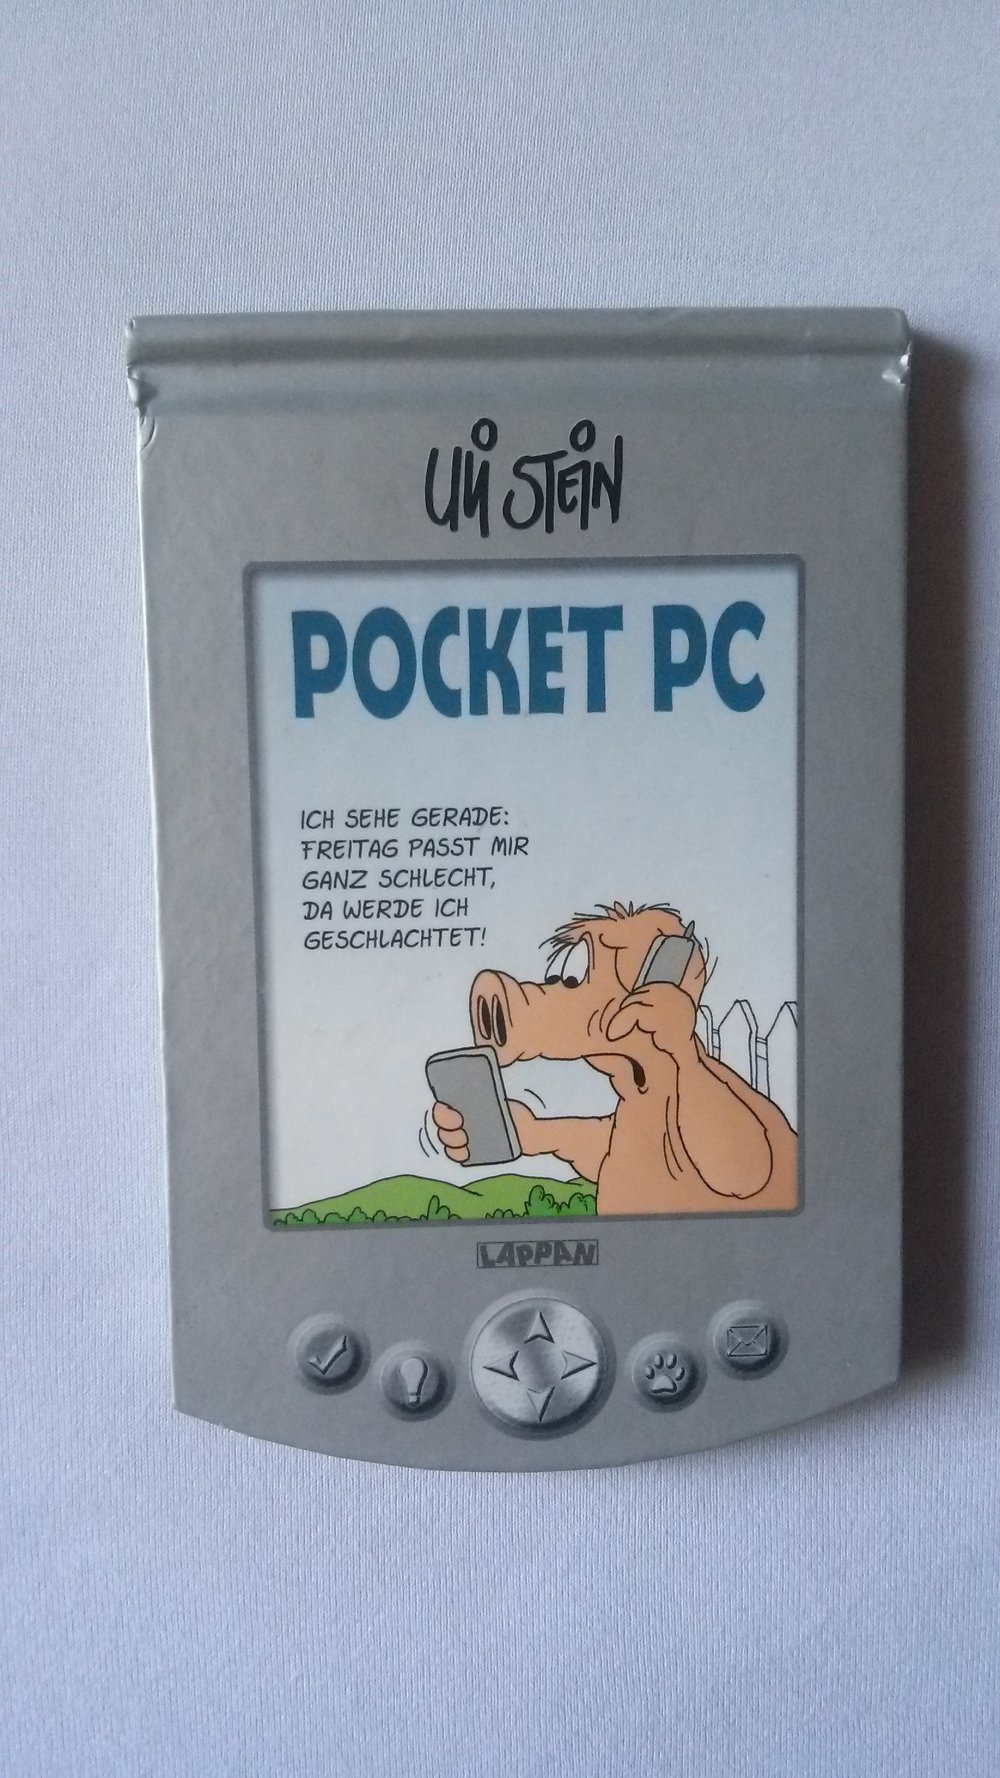 Uli Stein
POCKET PC
ICH SEHE GERADE:
FREITAG PASST MIR
GANZ SCHLECHT,
DA WERDE ICH
GESCHLACHTET!
LAPPAN